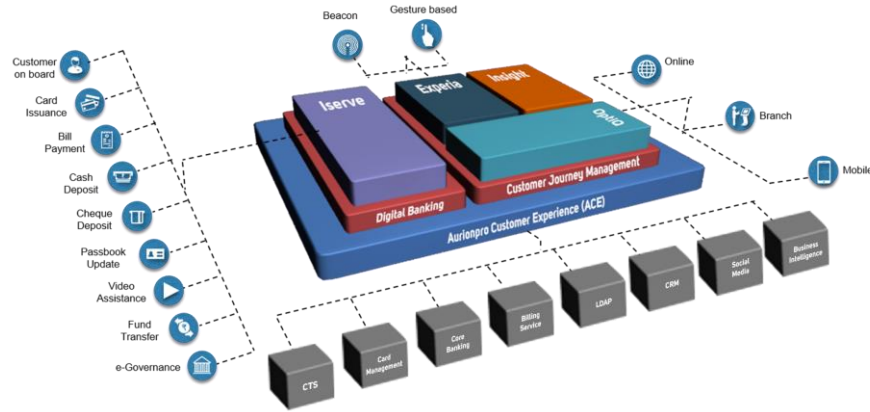 Beacon
Gesture based
Customer
on board
Card
Issuance
Bill
Payment
Cash
Deposit
Cheque
Deposit
Passbook
Update
Video
Assistance
Fund
Transfer
e-Governance
Iserve
Experia
Insight
OptiQ
Digital Banking
Customer Journey Management
Aurionpro Customer Experience (ACE)
Online
Branch
Mobile
CTS
Card
Management
Core
Banking
Billing
Service
LDAP
CRM
Social
Media
Business
Intelligence